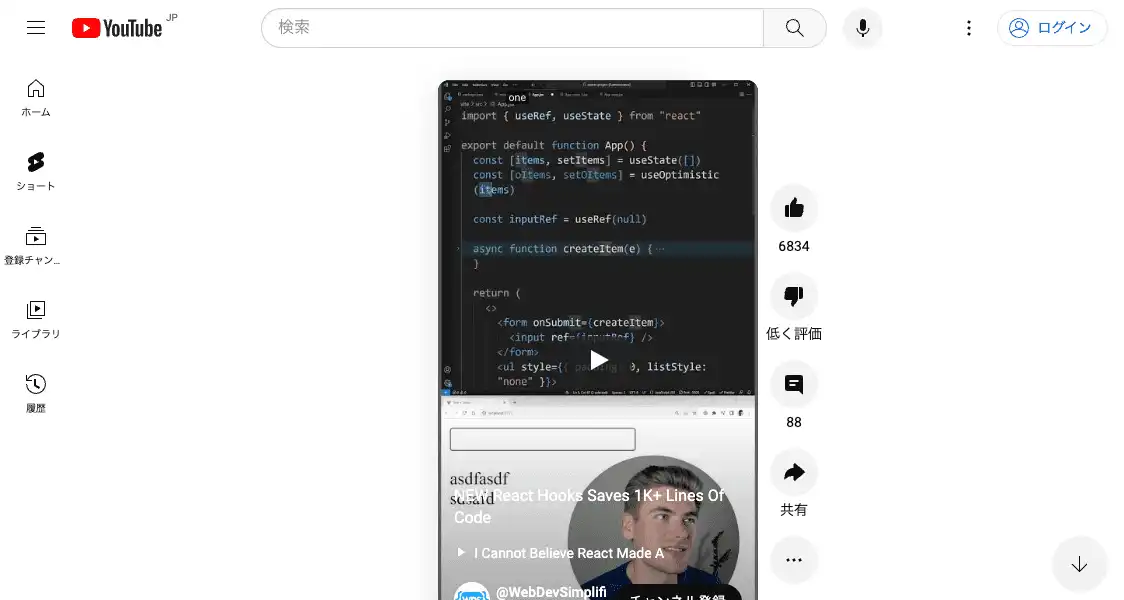 YouTube JP
検索
ログイン
ホーム
ショート
登録チャン...
ライブラリ
履歴
one
import { useRef, useState } from "react"
export default function App() {
const [items, setItems] = useState([])
const [oItems, setOItems] = useOptimistic
(items)
const inputRef = useRef(null)
async function createItem(e) { ...
}
return (
<>
<form onSubmit={createItem}>
<input ref={inputRef} />
</form>
<ul style={{ padding: 0, listStyle:
"none" }}>
asdfasdf
NEW React Hooks Saves 1K+ Lines Of
Code
I Cannot Believe React Made A
@WebDevSimplifi
チャンネル登録
6834
低く評価
88
共有